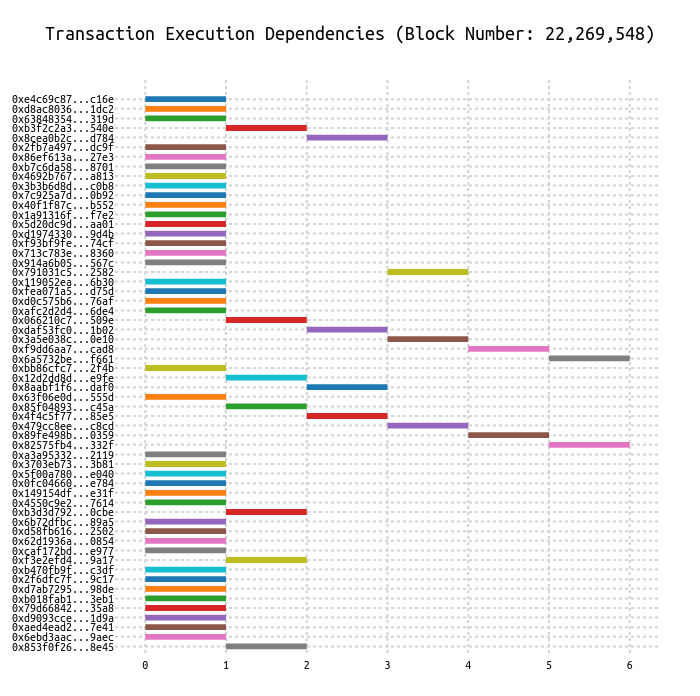 Transaction Execution Dependencies (Block Number: 22,269,548)
0xe4c69c87...c16e
0xd8ac8036...1dc2
0x63848354...319d
0xb3f2c2a3...540e
0x8cea0b2c...d784
0x2fb7a497...dc9f
0x86ef613a...27e3
0xb7c6da58...8701
0x4692b767...a813
0x3b3b6d8d...c0b8
0x7c925a7d...0b92
0x40f1f87c...b552
0x1a91316f...f7e2
0x5d20dc9d...aa01
0xd1974330...9d4b
0xf93bf9fe...74cf
0x713c783e...8360
0x914a6b05...567c
0x791031c5...2582
0x119052ea...6b30
0xfea071a5...d75d
0xd0c575b6...76af
0xafc2d2d4...6de4
0x066210c7...509e
0xdaf53fc0...1b02
0x3a5e038c...0e10
0xf9dd6aa7...cad8
0x6a5732be...f661
0xbb86cfc7...2f4b
0x12d2dd8d...e9fe
0x8aabf1f6...daf0
0x63f06e0d...555d
0x85f04893...c45a
0x4f4c5f77...85e5
0x479cc8ee...c8cd
0x89fe498b...0359
0x82575fb4...332f
0xa3a95332...2119
0x3703eb73...3b81
0x5f00a780...e040
0x0fc04660...e784
0x149154df...e31f
0x4550c9e2...7614
0xb3d3d792...0cbe
0x6b72dfbc...89a5
0xd58fb616...2502
0x62d1936a...0854
0xcaf172bd...e977
0xf3e2efd4...9a17
0xb470fb9f...c3df
0x2f6dfc7f...9c17
0xd7ab7295...98de
0xb018fab1...3eb1
0x79d66842...35a8
0xd9093cce...1d9a
0xaed4ead2...7e41
0x6ebd3aac...9aec
0x853f0f26...8e45
0 1 2 3 4 5 6